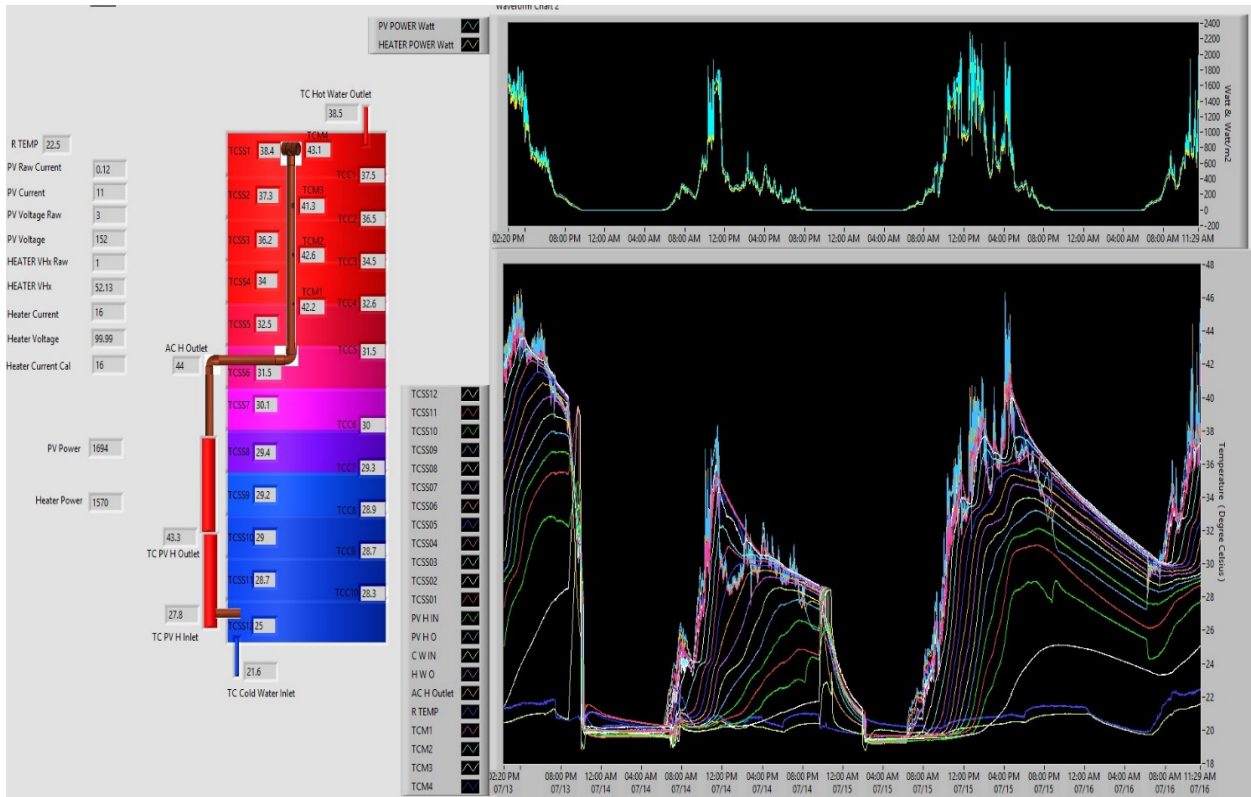 Waveform Chart 2
PV POWER Watt
HEATER POWER Watt
2400
2200
2000
1800
1600
1400
1200
1000
800
600
400
200
-0
-200
Watt & Watt/m2
02:20 PM 08:00 PM 12:00 AM 04:00 AM 08:00 AM 12:00 PM 04:00 PM 08:00 PM 12:00 AM 04:00 AM 08:00 AM 12:00 PM 04:00 PM 08:00 PM 12:00 AM 04:00 AM 08:00 AM 11:29 AM
TC Hot Water Outlet
38.5
R TEMP 22.5
PV Raw Current 0.12
PV Current 11
PV Voltage Raw 3
PV Voltage 152
HEATER VHx Raw 1
HEATER VHx 52.13
Heater Current 16
Heater Voltage 99.99
Heater Current Cal 16
PV Power 1694
Heater Power 1570
TCSS1 38.4
TCSS2 37.3
TCSS3 36.2
TCSS4 34
TCSS5 32.5
TCSS6 31.5
TCSS7 30.1
TCSS8 29.4
TCSS9 29.2
TCSS10 29
TCSS11 28.7
TCSS12 25
TCM4
43.1
TCM3
41.3
TCM2
42.6
TCM1
42.2
TCC1 37.5
TCC2 36.5
TCC3 34.5
TCC4 32.6
TCC5 31.5
TCC6 30
TCC7 29.3
TCC8 28.9
TCC9 28.7
TCC10 28.3
AC H Outlet
44
43.3
TC PV H Outlet
27.8
TC PV H Inlet
21.6
TC Cold Water Inlet
TCSS12
TCSS11
TCSS10
TCSS09
TCSS08
TCSS07
TCSS06
TCSS05
TCSS04
TCSS03
TCSS02
TCSS01
PV H IN
PV H O
C W IN
H W O
AC H Outlet
R TEMP
TCM1
TCM2
TCM3
TCM4
48
46
44
42
40
38
36
34
32
30
28
26
24
22
20
18
Temperature (Degree Celsius)
02:20 PM 08:00 PM 12:00 AM 04:00 AM 08:00 AM 12:00 PM 04:00 PM 08:00 PM 12:00 AM 04:00 AM 08:00 AM 12:00 PM 04:00 PM 08:00 PM 12:00 AM 04:00 AM 08:00 AM 11:29 AM
07/13 07/13 07/14 07/14 07/14 07/14 07/14 07/14 07/15 07/15 07/15 07/15 07/15 07/15 07/16 07/16 07/16 07/16